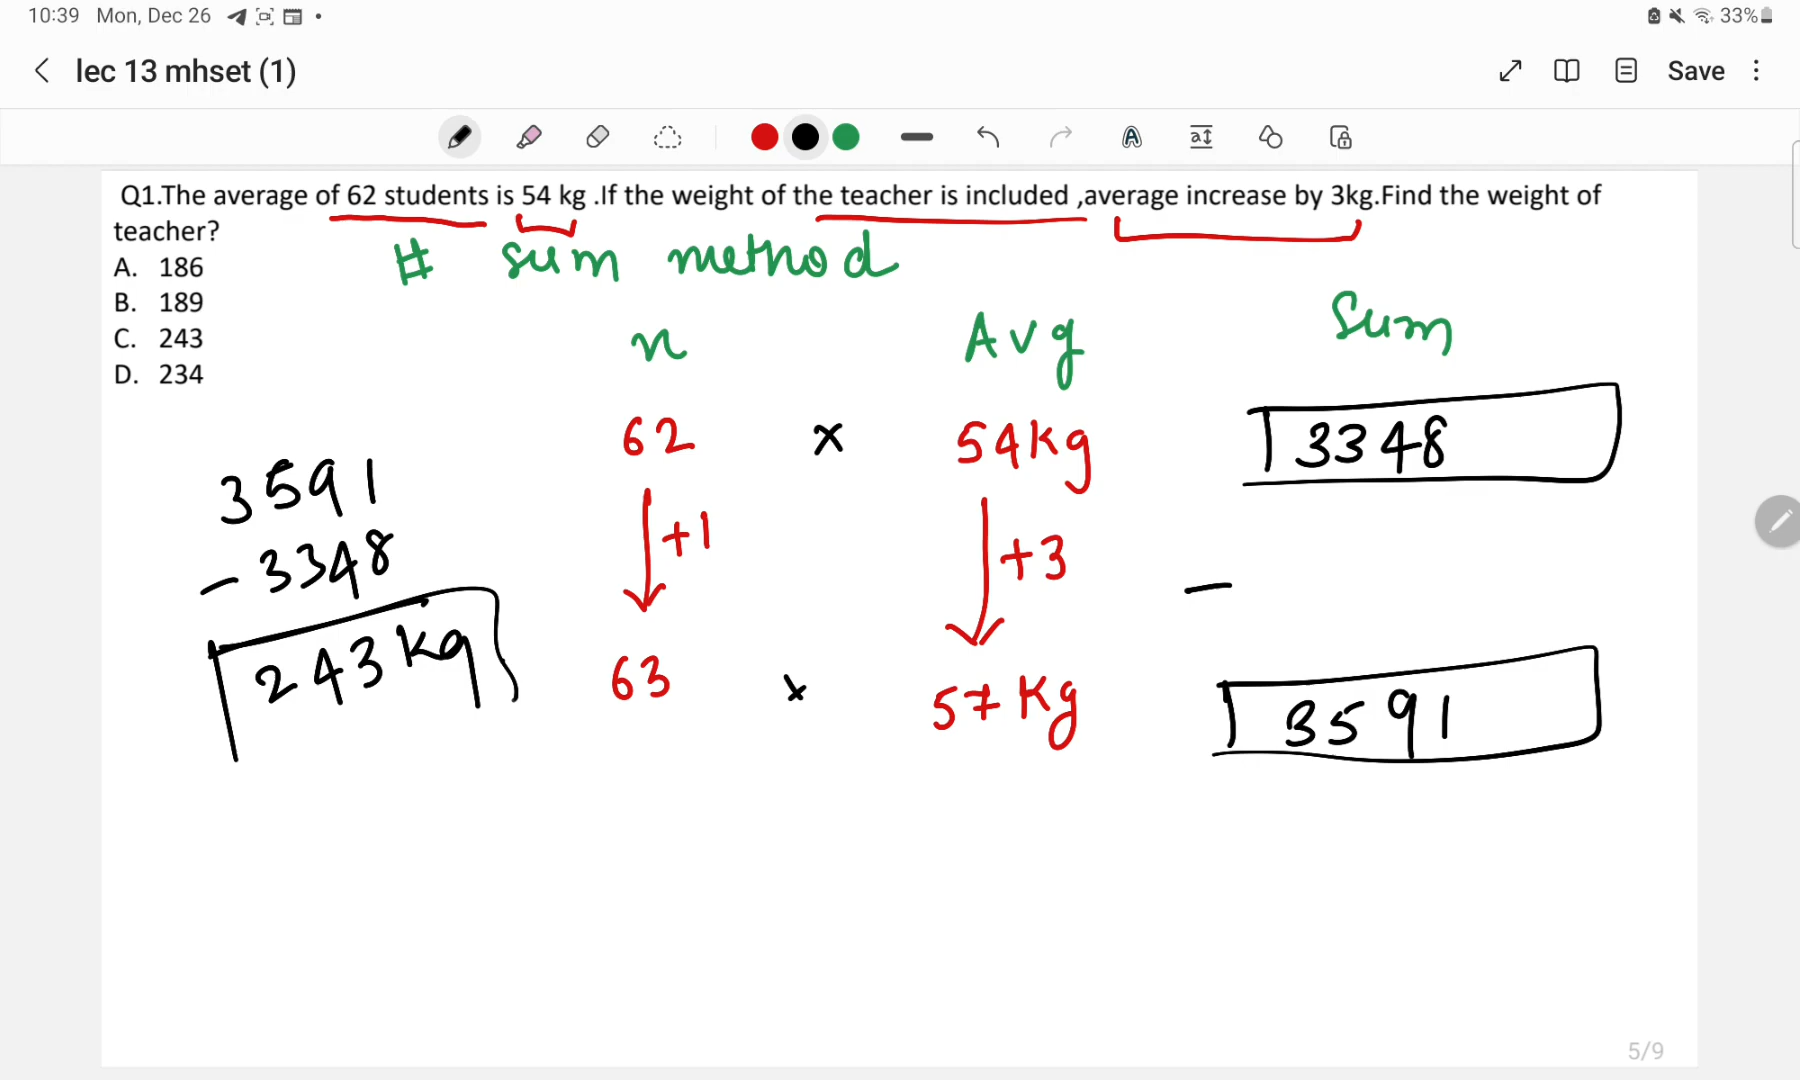 10:39 Mon, Dec 26 33%
lec 13 mhset (1) Save
Q1.The average of 62 students is 54 kg .If the weight of the teacher is included ,average increase by 3kg.Find the weight of
teacher?
# sum method
A. 186
B. 189
C. 243
D. 234
n Avg Sum
62 x 54kg 3348
+1 +3
63 x 57kg 3591
3591
- 3348
243kg
-
5/9